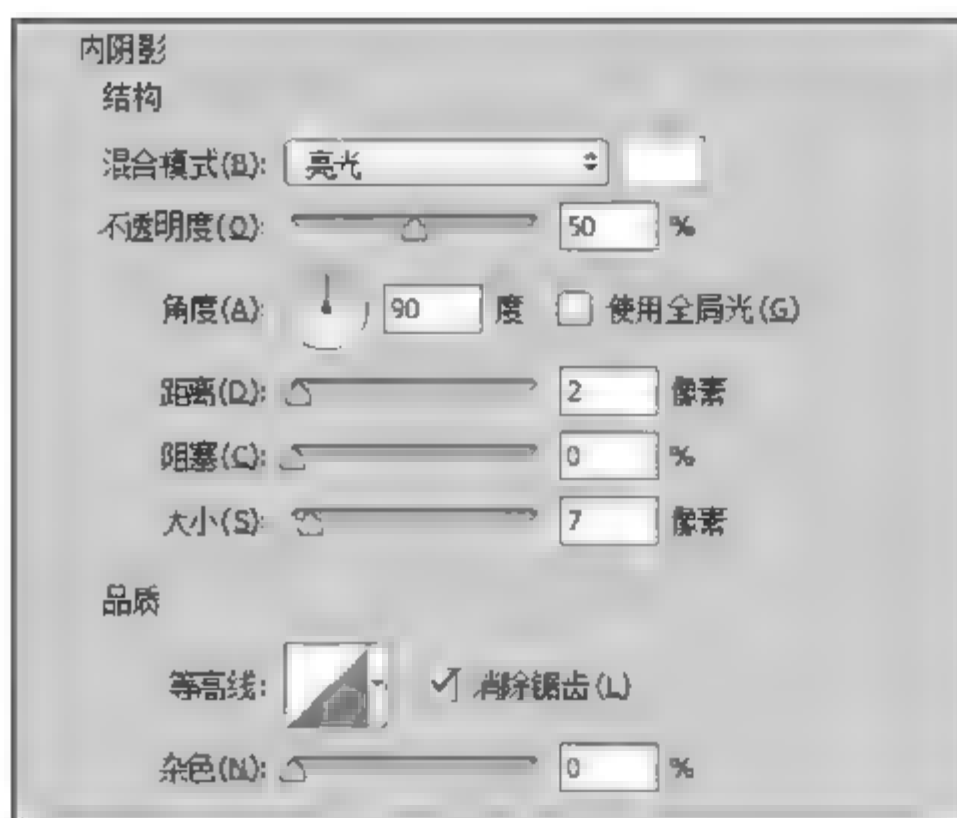 内阴影
结构
混合模式(B): 亮光
不透明度(O): 50 %
角度(A): 90 度 使用全局光(G)
距离(D): 2 像素
阻塞(C): 0 %
大小(S): 7 像素
品质
等高线: 消除锯齿(L)
杂色(N): 0 %